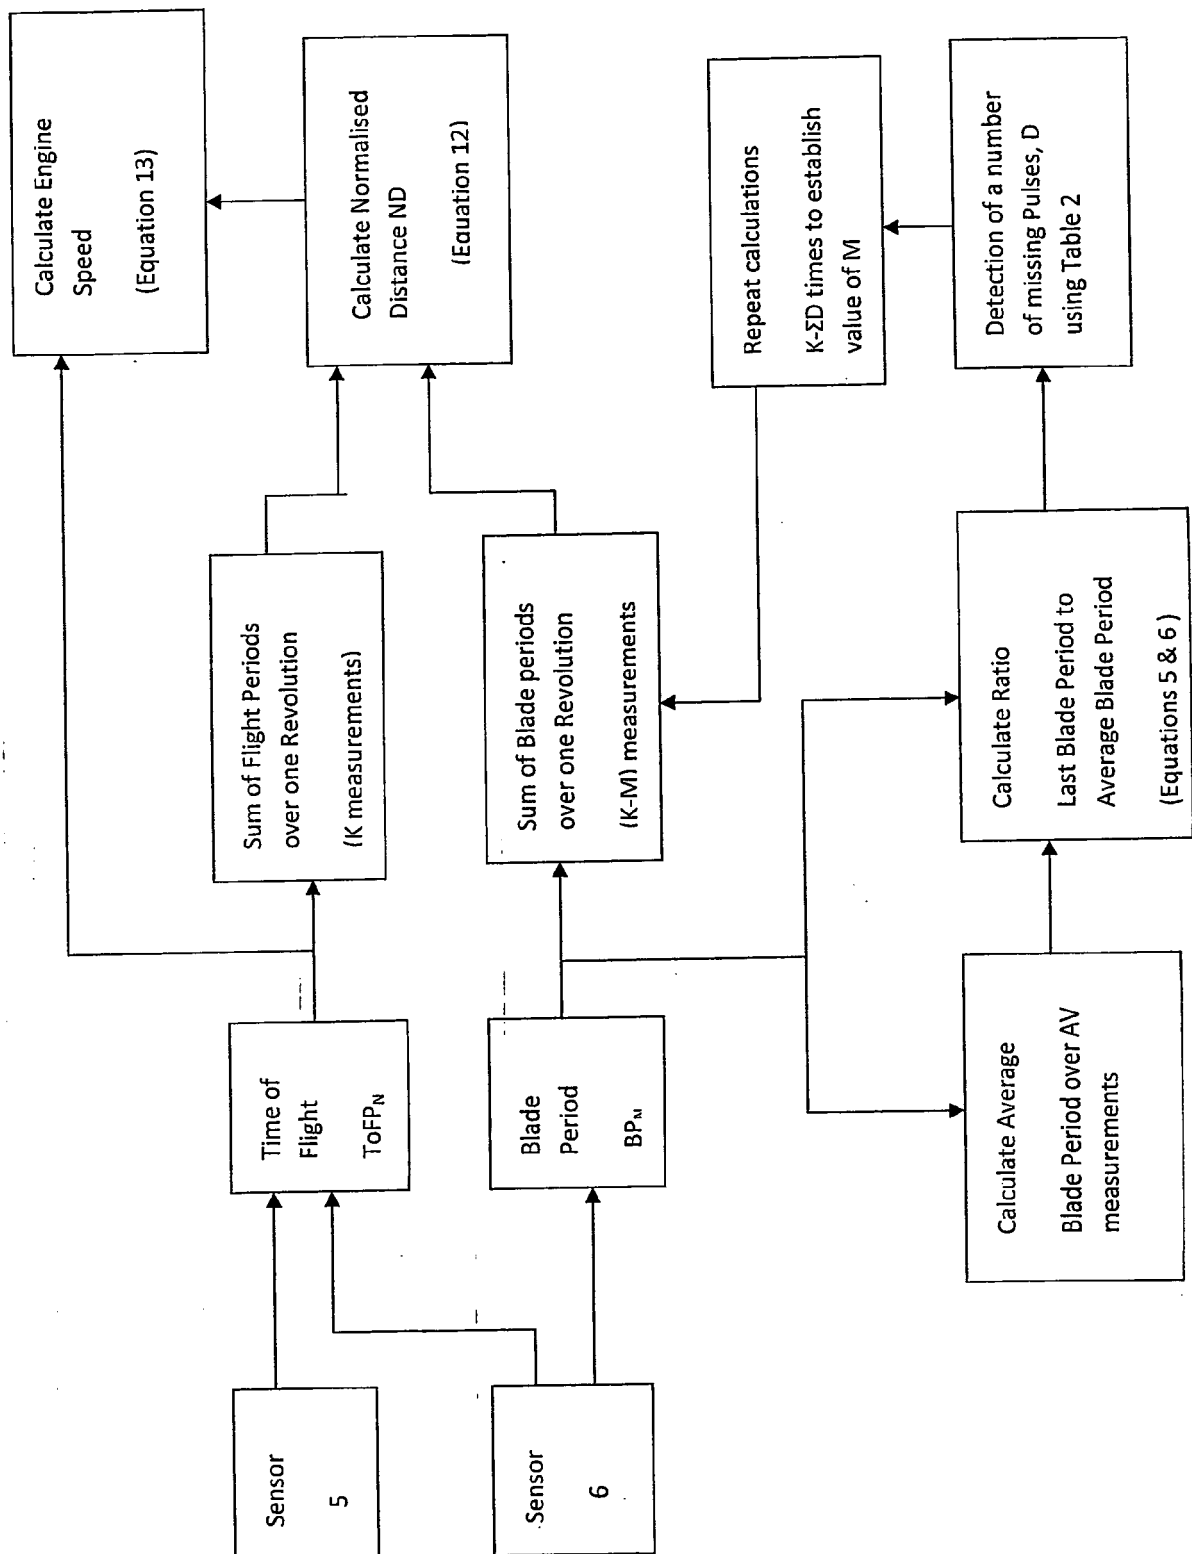 Sensor
5
Sensor
6
Time of
Flight
ToFP_N
Blade
Period
BP_M
Sum of Flight Periods
over one Revolution
(K measurements)
Sum of Blade periods
over one Revolution
(K-M) measurements
Calculate Engine
Speed
(Equation 13)
Calculate Normalised
Distance ND
(Equation 12)
Calculate Average
Blade Period over AV
measurements
Calculate Ratio
Last Blade Period to
Average Blade Period
(Equations 5 & 6 )
Detection of a number
of missing Pulses, D
using Table 2
Repeat calculations
K-ΣD times to establish
value of M